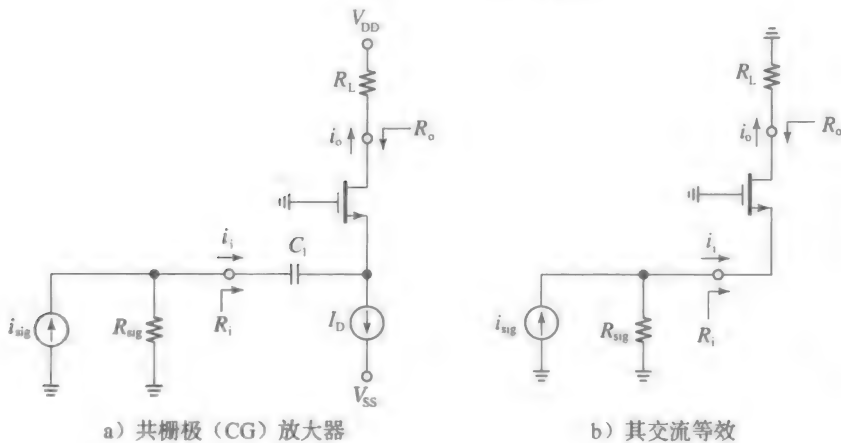 V_DD
R_L
i_o
R_o
i_i
C_1
i_sig
R_sig
R_i
I_D
V_SS
a）共栅极（CG）放大器
R_L
i_o
R_o
i_i
i_sig
R_sig
R_i
b）其交流等效